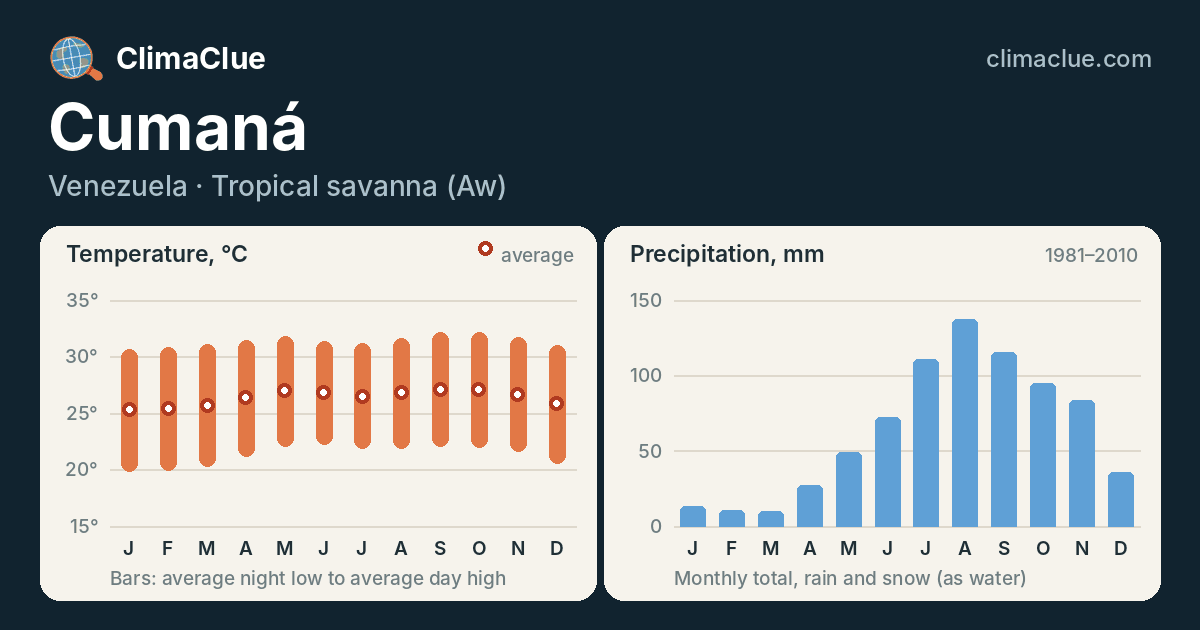 ClimaClue
climaclue.com
Cumaná
Venezuela · Tropical savanna (Aw)
Temperature, °C
average
35°
30°
25°
20°
15°
J F M A M J J A S O N D
Bars: average night low to average day high
Precipitation, mm
1981–2010
150
100
50
0
J F M A M J J A S O N D
Monthly total, rain and snow (as water)